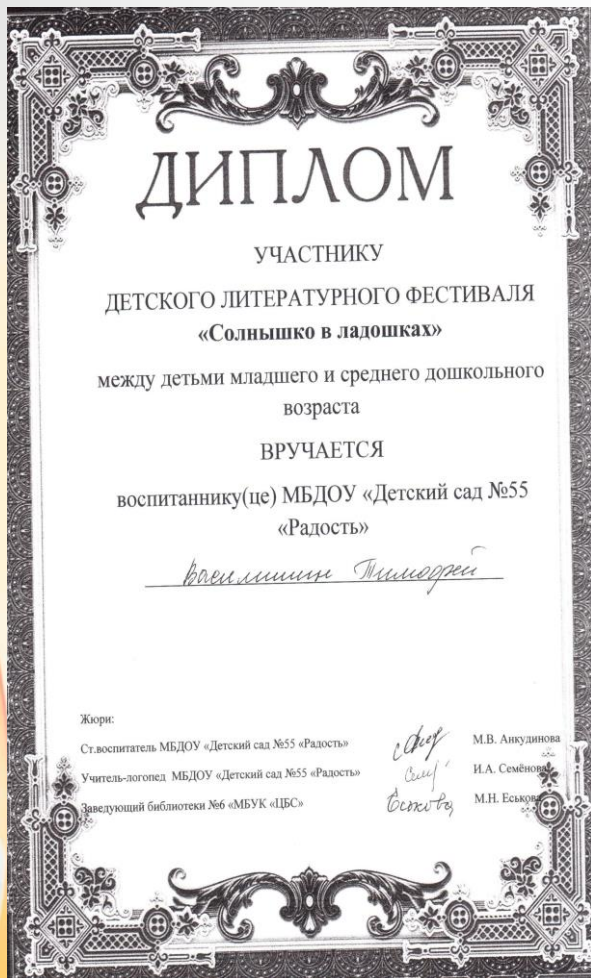 ДИПЛОМ
УЧАСТНИКУ
ДЕТСКОГО ЛИТЕРАТУРНОГО ФЕСТИВАЛЯ
«Солнышко в ладошках»
между детьми младшего и среднего дошкольного
возраста
ВРУЧАЕТСЯ
воспитаннику(це) МБДОУ «Детский сад №55
«Радость»
Тимофей
Жюри:
Ст.воспитатель МБДОУ «Детский сад №55 «Радость» М.В. Анкудинова
Учитель-логопед МБДОУ «Детский сад №55 «Радость» И.А. Семёнова
Заведующий библиотеки №6 «МБУК «ЦБС» Еськова М.Н. Еськова